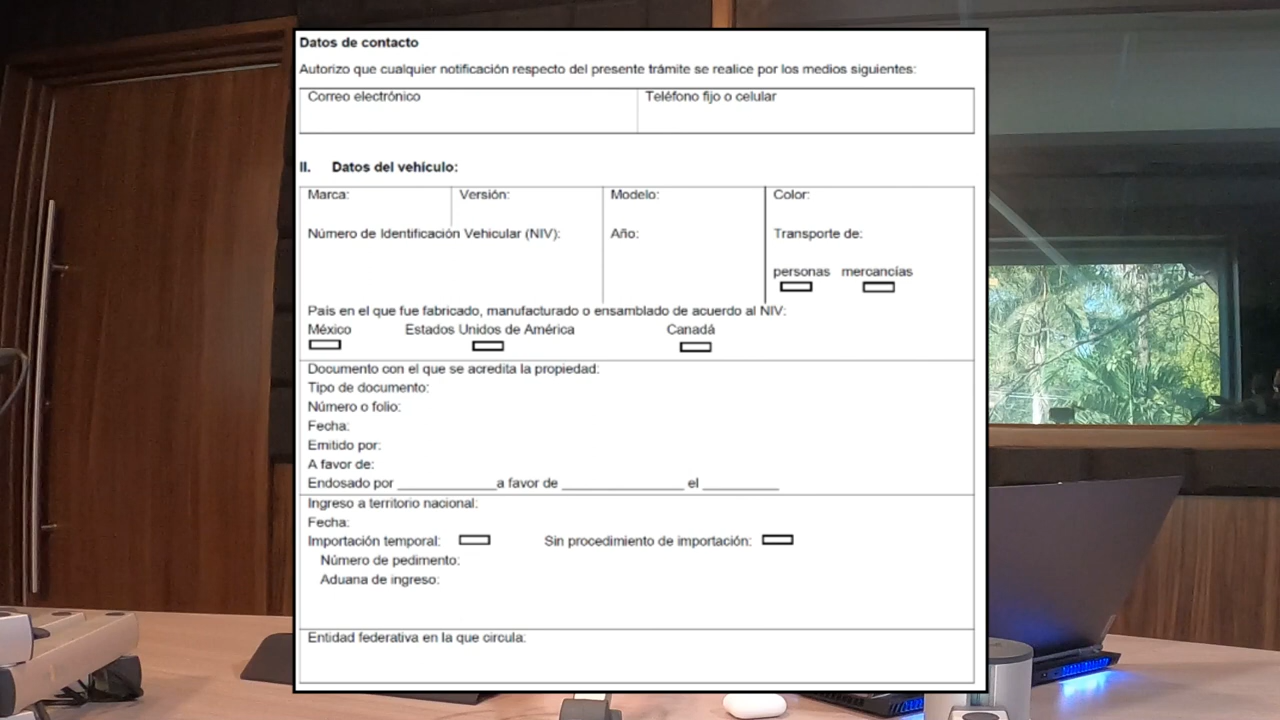 Datos de contacto
Autorizo que cualquier notificación respecto del presente trámite se realice por los medios siguientes:
Correo electrónico Teléfono fijo o celular
II. Datos del vehículo:
Marca: Versión: Modelo: Color:
Número de Identificación Vehicular (NIV): Año: Transporte de:
personas mercancías
País en el que fue fabricado, manufacturado o ensamblado de acuerdo al NIV:
México Estados Unidos de América Canadá
Documento con el que se acredita la propiedad:
Tipo de documento:
Número o folio:
Fecha:
Emitido por:
A favor de:
Endosado por _____________a favor de ________________ el __________
Ingreso a territorio nacional:
Fecha:
Importación temporal: Sin procedimiento de importación:
Número de pedimento:
Aduana de ingreso:
Entidad federativa en la que circula: